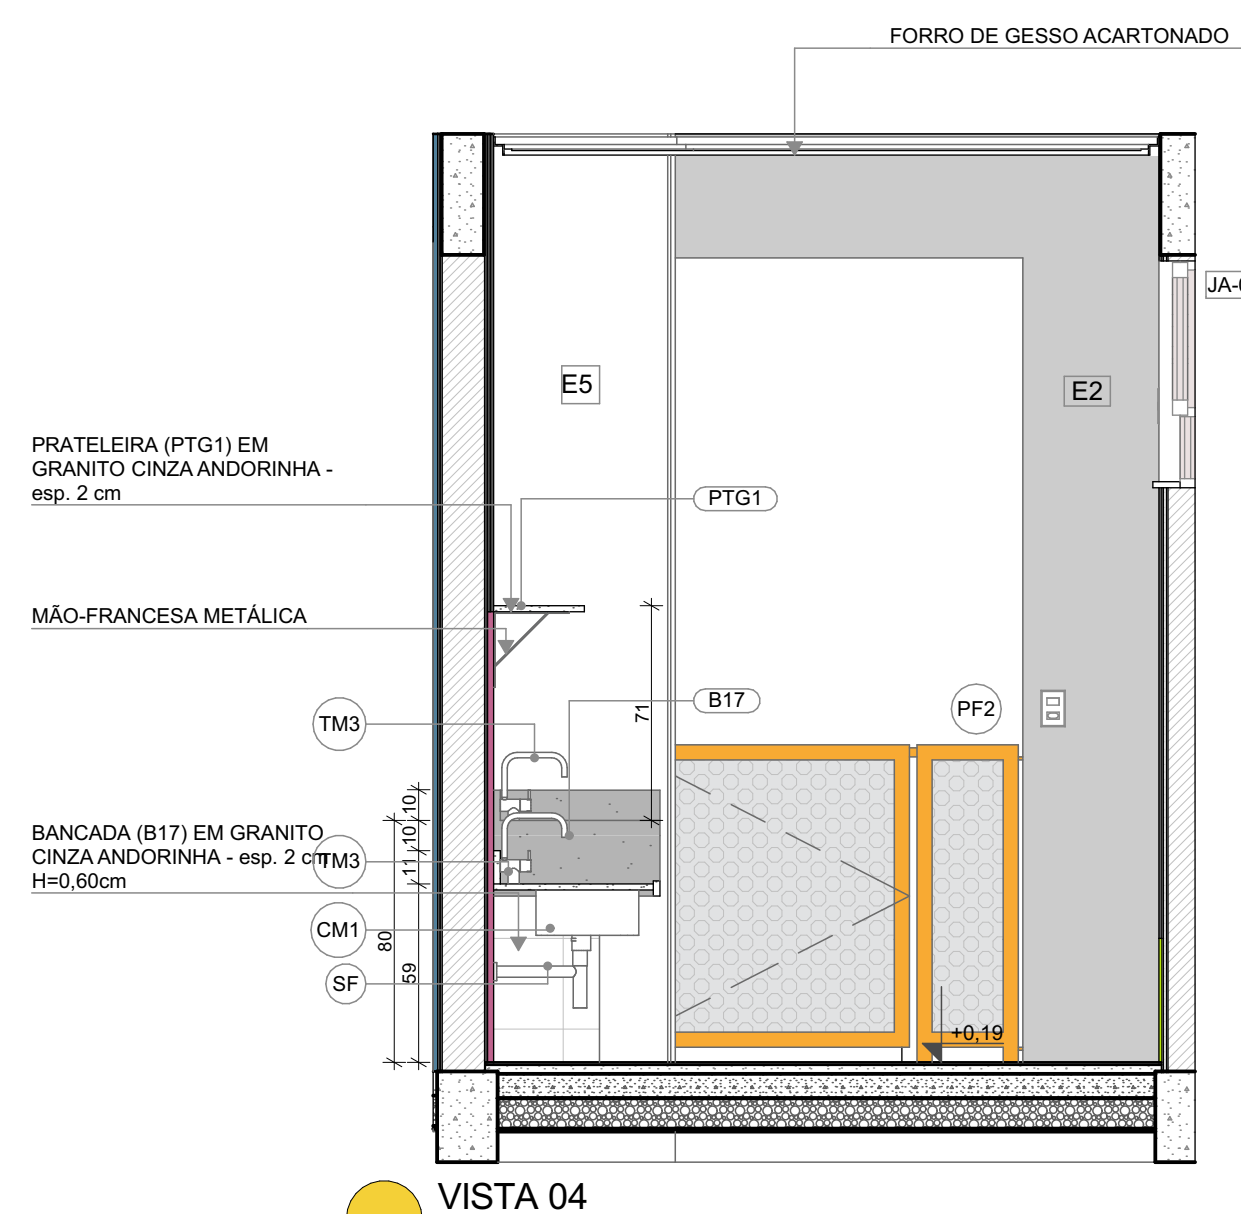 FORRO DE GESSO ACARTONADO
JA-
E5
E2
PRATELEIRA (PTG1) EM
GRANITO CINZA ANDORINHA -
esp. 2 cm
PTG1
MÃO-FRANCESA METÁLICA
B17
71
PF2
TM3
10
10
11
BANCADA (B17) EM GRANITO
CINZA ANDORINHA - esp. 2 cm
H=0,60cm
TM3
CM1
80
59
SF
+0,19
VISTA 04